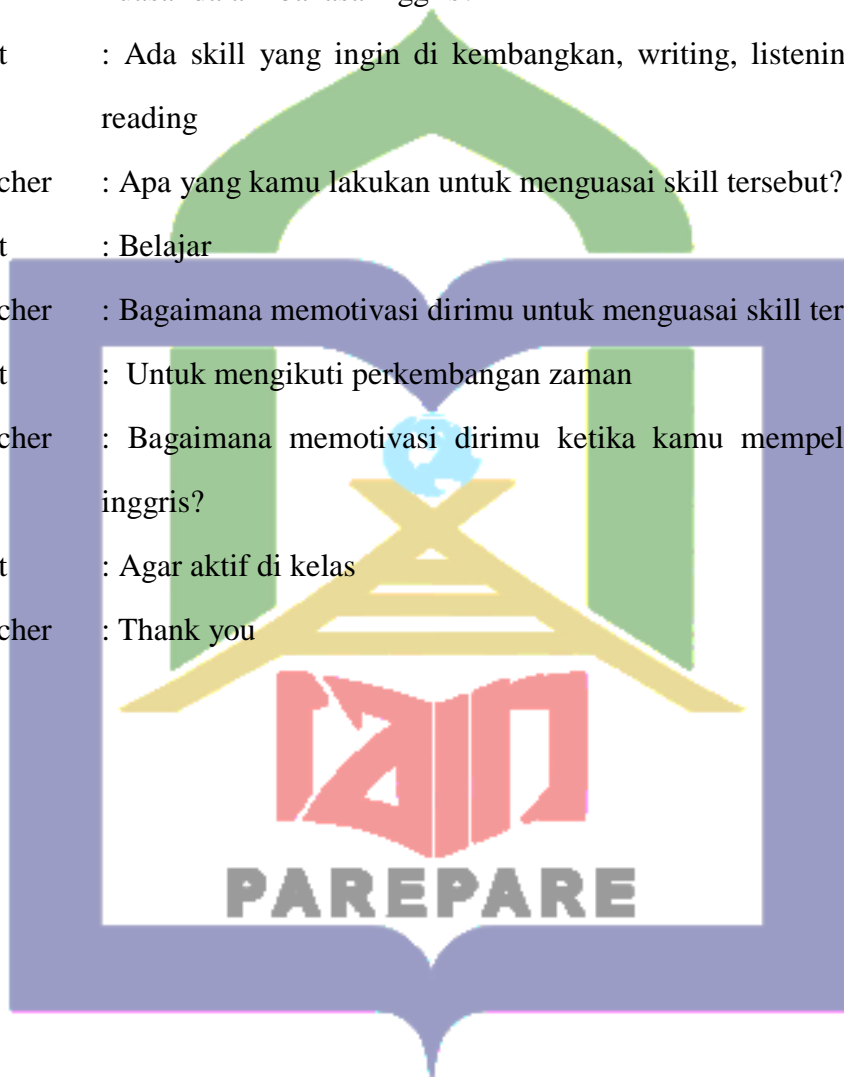 t : Ada skill yang ingin di kembangkan, writing, listenin
reading
cher : Apa yang kamu lakukan untuk menguasai skill tersebut?
t : Belajar
cher : Bagaimana memotivasi dirimu untuk menguasai skill ter
t : Untuk mengikuti perkembangan zaman
cher : Bagaimana memotivasi dirimu ketika kamu mempel
inggris?
t : Agar aktif di kelas
cher : Thank you
iain
PAREPARE